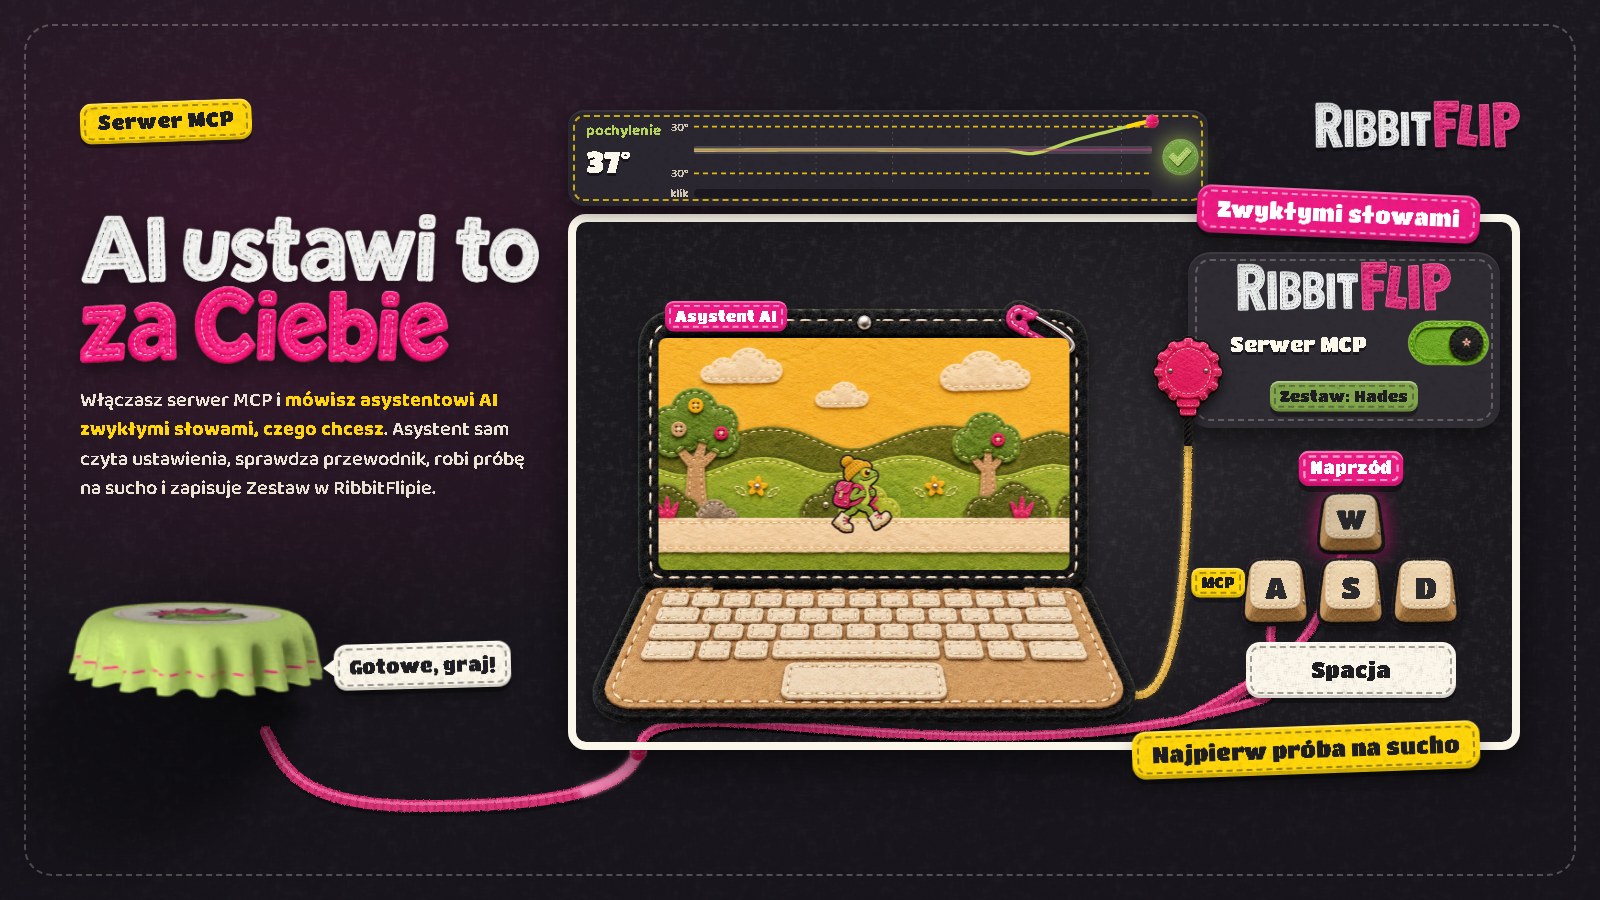 Serwer MCP
AI ustawi to
za Ciebie
Włączasz serwer MCP i mówisz asystentowi AI
zwykłymi słowami, czego chcesz. Asystent sam
czyta ustawienia, sprawdza przewodnik, robi próbę
na sucho i zapisuje Zestaw w RibbitFlipie.
Gotowe, graj!
pochylenie
37°
30°
30°
klik
RIBBITFLIP
Zwykłymi słowami
Asystent AI
RIBBITFLIP
Serwer MCP
Zestaw: Hades
Naprzód
W
MCP
A S D
Spacja
Najpierw próba na sucho